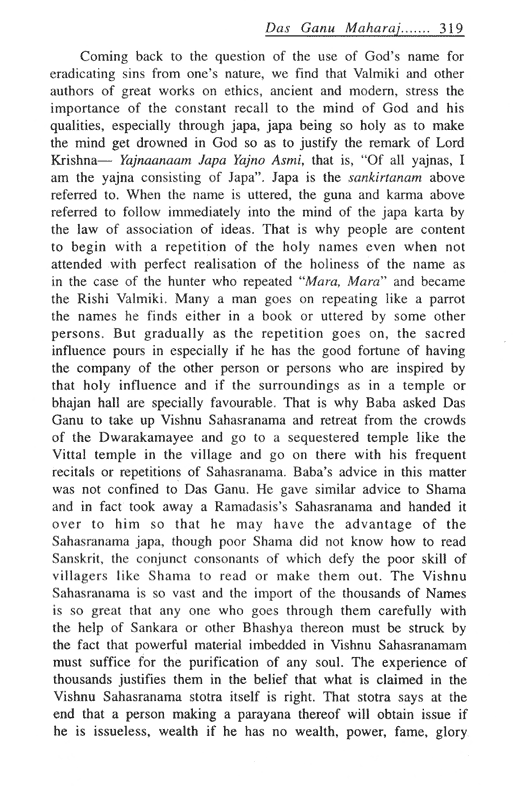 Das Ganu Maharaj....... 319
Coming back to the question of the use of God's name for
eradicating sins from one's nature, we find that Valmiki and other
authors of great works on ethics, ancient and modern, stress the
importance of the constant recall to the mind of God and his
qualities, especially through japa, japa being so holy as to make
the mind get drowned in God so as to justify the remark of Lord
Krishna— Yajnaanaam Japa Yajno Asmi, that is, "Of all yajnas, I
am the yajna consisting of Japa". Japa is the sankirtanam above
referred to. When the name is uttered, the guna and karma above
referred to follow immediately into the mind of the japa karta by
the law of association of ideas. That is why people are content
to begin with a repetition of the holy names even when not
attended with perfect realisation of the holiness of the name as
in the case of the hunter who repeated "Mara, Mara" and became
the Rishi Valmiki. Many a man goes on repeating like a parrot
the names he finds either in a book or uttered by some other
persons. But gradually as the repetition goes on, the sacred
influence pours in especially if he has the good fortune of having
the company of the other person or persons who are inspired by
that holy influence and if the surroundings as in a temple or
bhajan hall are specially favourable. That is why Baba asked Das
Ganu to take up Vishnu Sahasranama and retreat from the crowds
of the Dwarakamayee and go to a sequestered temple like the
Vittal temple in the village and go on there with his frequent
recitals or repetitions of Sahasranama. Baba's advice in this matter
was not confined to Das Ganu. He gave similar advice to Shama
and in fact took away a Ramadasis's Sahasranama and handed it
over to him so that he may have the advantage of the
Sahasranama japa, though poor Shama did not know how to read
Sanskrit, the conjunct consonants of which defy the poor skill of
villagers like Shama to read or make them out. The Vishnu
Sahasranama is so vast and the import of the thousands of Names
is so great that any one who goes through them carefully with
the help of Sankara or other Bhashya thereon must be struck by
the fact that powerful material imbedded in Vishnu Sahasranamam
must suffice for the purification of any soul. The experience of
thousands justifies them in the belief that what is claimed in the
Vishnu Sahasranama stotra itself is right. That stotra says at the
end that a person making a parayana thereof will obtain issue if
he is issueless, wealth if he has no wealth, power, fame, glory